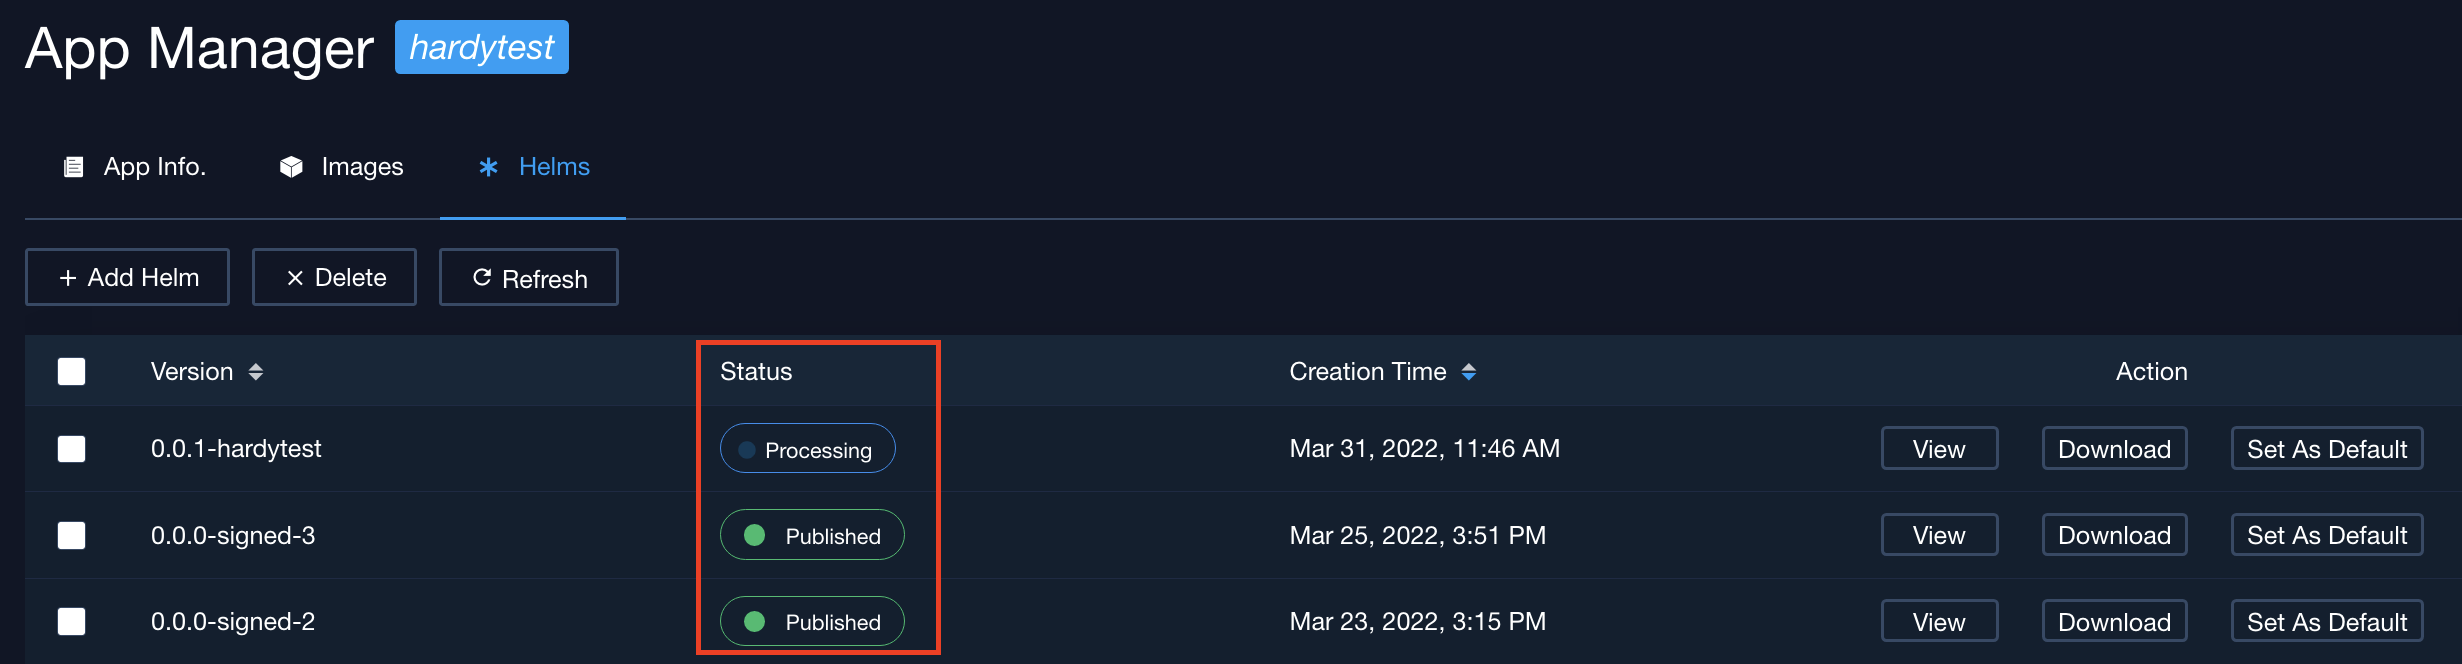 App Manager hardytest
App Info. Images Helms
+ Add Helm × Delete Refresh
Version Status Creation Time Action
0.0.1-hardytest Processing Mar 31, 2022, 11:46 AM View Download Set As Default
0.0.0-signed-3 Published Mar 25, 2022, 3:51 PM View Download Set As Default
0.0.0-signed-2 Published Mar 23, 2022, 3:15 PM View Download Set As Default